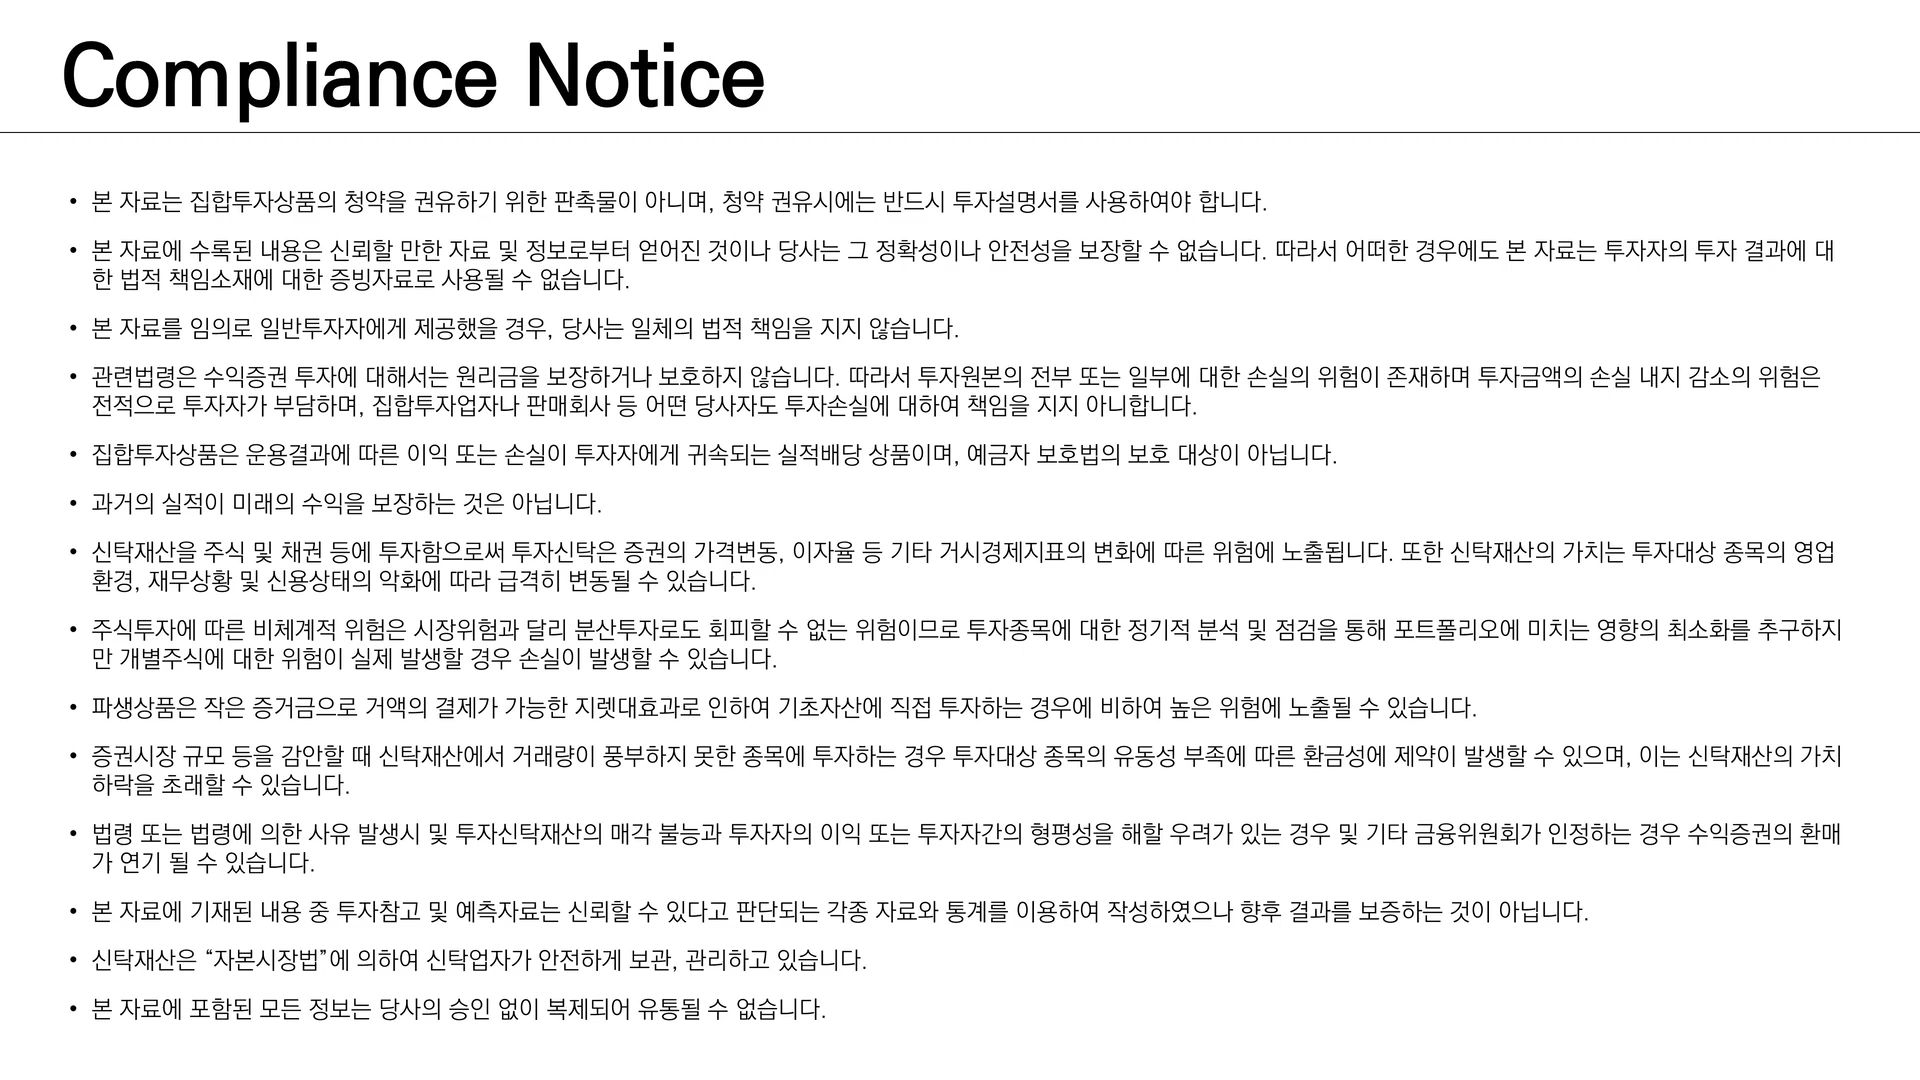 Compliance Notice
• 본 자료는 집합투자상품의 청약을 권유하기 위한 판촉물이 아니며, 청약 권유시에는 반드시 투자설명서를 사용하여야 합니다.
• 본 자료에 수록된 내용은 신뢰할 만한 자료 및 정보로부터 얻어진 것이나 당사는 그 정확성이나 안전성을 보장할 수 없습니다. 따라서 어떠한 경우에도 본 자료는 투자자의 투자 결과에 대
한 법적 책임소재에 대한 증빙자료로 사용될 수 없습니다.
• 본 자료를 임의로 일반투자자에게 제공했을 경우, 당사는 일체의 법적 책임을 지지 않습니다.
• 관련법령은 수익증권 투자에 대해서는 원리금을 보장하거나 보호하지 않습니다. 따라서 투자원본의 전부 또는 일부에 대한 손실의 위험이 존재하며 투자금액의 손실 내지 감소의 위험은
전적으로 투자자가 부담하며, 집합투자업자나 판매회사 등 어떤 당사자도 투자손실에 대하여 책임을 지지 아니합니다.
• 집합투자상품은 운용결과에 따른 이익 또는 손실이 투자자에게 귀속되는 실적배당 상품이며, 예금자 보호법의 보호 대상이 아닙니다.
• 과거의 실적이 미래의 수익을 보장하는 것은 아닙니다.
• 신탁재산을 주식 및 채권 등에 투자함으로써 투자신탁은 증권의 가격변동, 이자율 등 기타 거시경제지표의 변화에 따른 위험에 노출됩니다. 또한 신탁재산의 가치는 투자대상 종목의 영업
환경, 재무상황 및 신용상태의 악화에 따라 급격히 변동될 수 있습니다.
• 주식투자에 따른 비체계적 위험은 시장위험과 달리 분산투자로도 회피할 수 없는 위험이므로 투자종목에 대한 정기적 분석 및 점검을 통해 포트폴리오에 미치는 영향의 최소화를 추구하지
만 개별주식에 대한 위험이 실제 발생할 경우 손실이 발생할 수 있습니다.
• 파생상품은 작은 증거금으로 거액의 결제가 가능한 지렛대효과로 인하여 기초자산에 직접 투자하는 경우에 비하여 높은 위험에 노출될 수 있습니다.
• 증권시장 규모 등을 감안할 때 신탁재산에서 거래량이 풍부하지 못한 종목에 투자하는 경우 투자대상 종목의 유동성 부족에 따른 환금성에 제약이 발생할 수 있으며, 이는 신탁재산의 가치
하락을 초래할 수 있습니다.
• 법령 또는 법령에 의한 사유 발생시 및 투자신탁재산의 매각 불능과 투자자의 이익 또는 투자자간의 형평성을 해할 우려가 있는 경우 및 기타 금융위원회가 인정하는 경우 수익증권의 환매
가 연기 될 수 있습니다.
• 본 자료에 기재된 내용 중 투자참고 및 예측자료는 신뢰할 수 있다고 판단되는 각종 자료와 통계를 이용하여 작성하였으나 향후 결과를 보증하는 것이 아닙니다.
• 신탁재산은 “자본시장법”에 의하여 신탁업자가 안전하게 보관, 관리하고 있습니다.
• 본 자료에 포함된 모든 정보는 당사의 승인 없이 복제되어 유통될 수 없습니다.